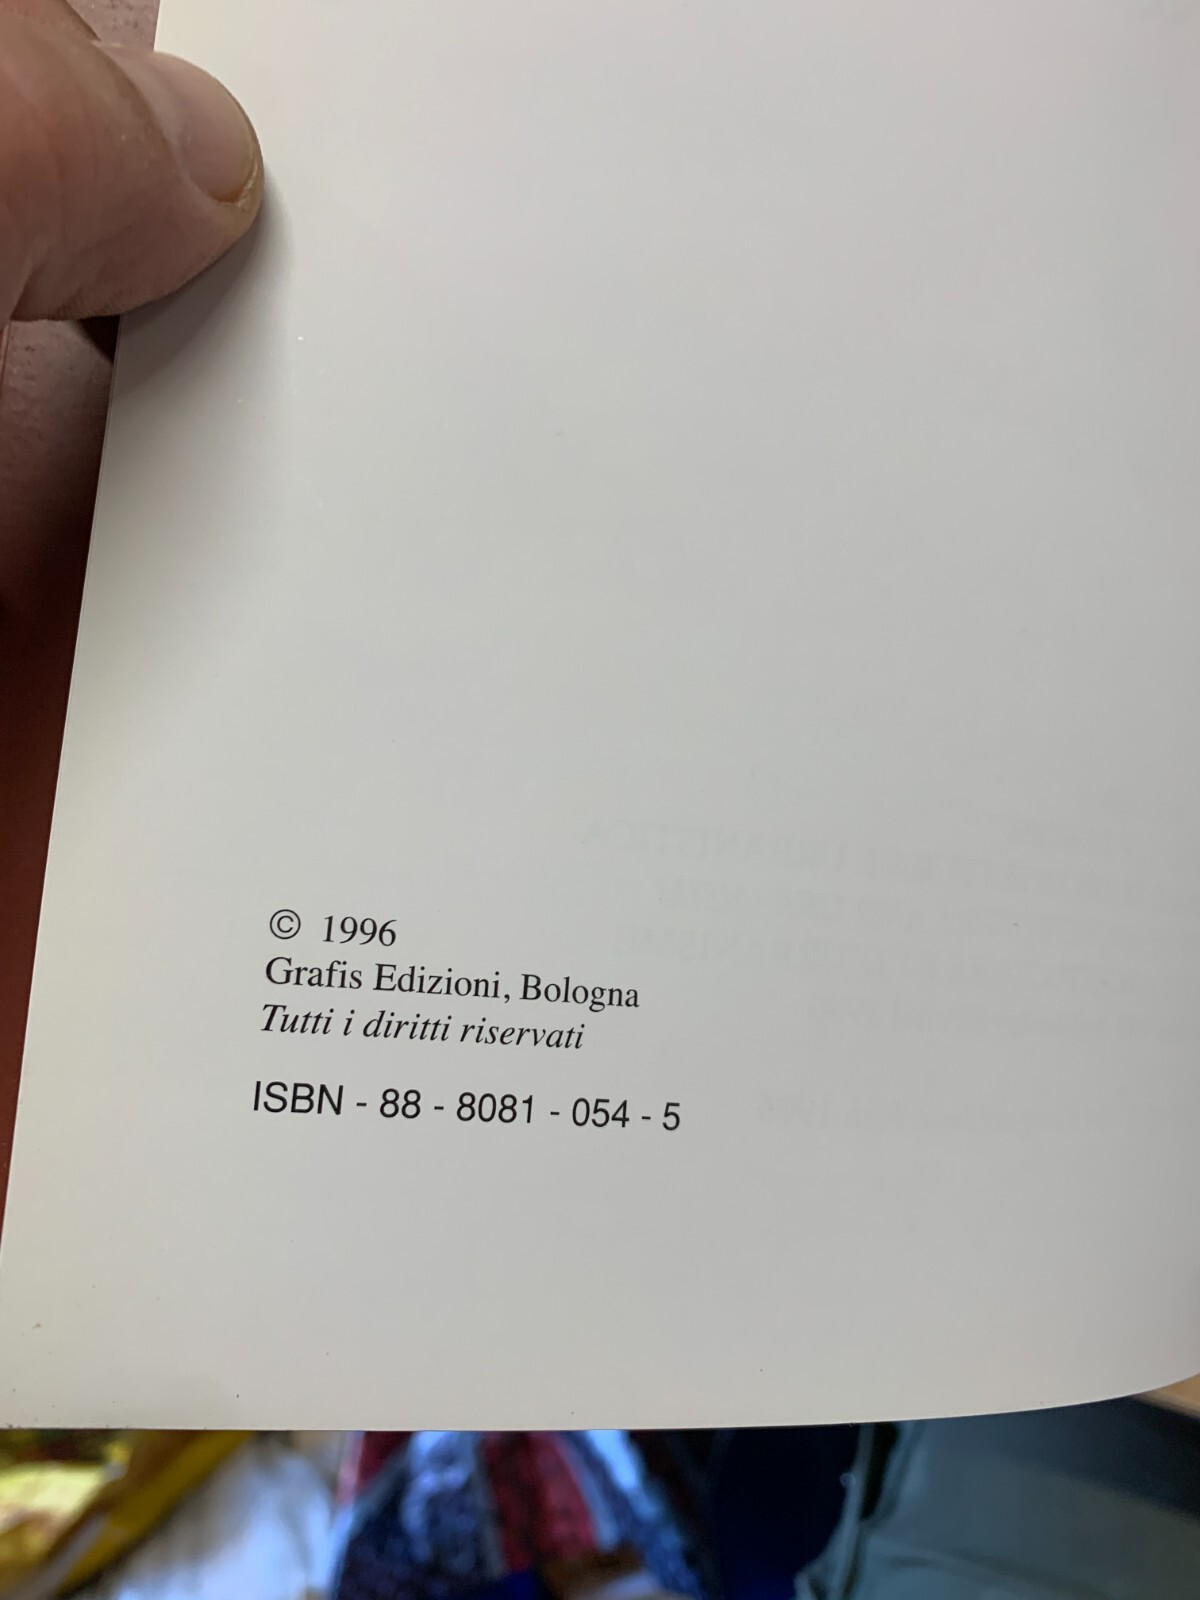 © 1996
Grafis Edizioni, Bologna
Tutti i diritti riservati
ISBN - 88 - 8081 - 054 - 5